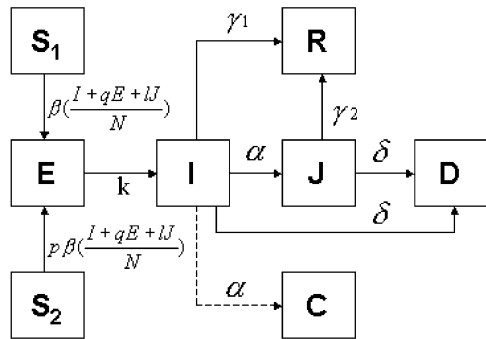 S₁
γ₁
R
β(I+qE+lJ/N)
γ₂
E
k
I
α
J
δ
D
δ
pβ(I+qE+lJ/N)
S₂
α
C